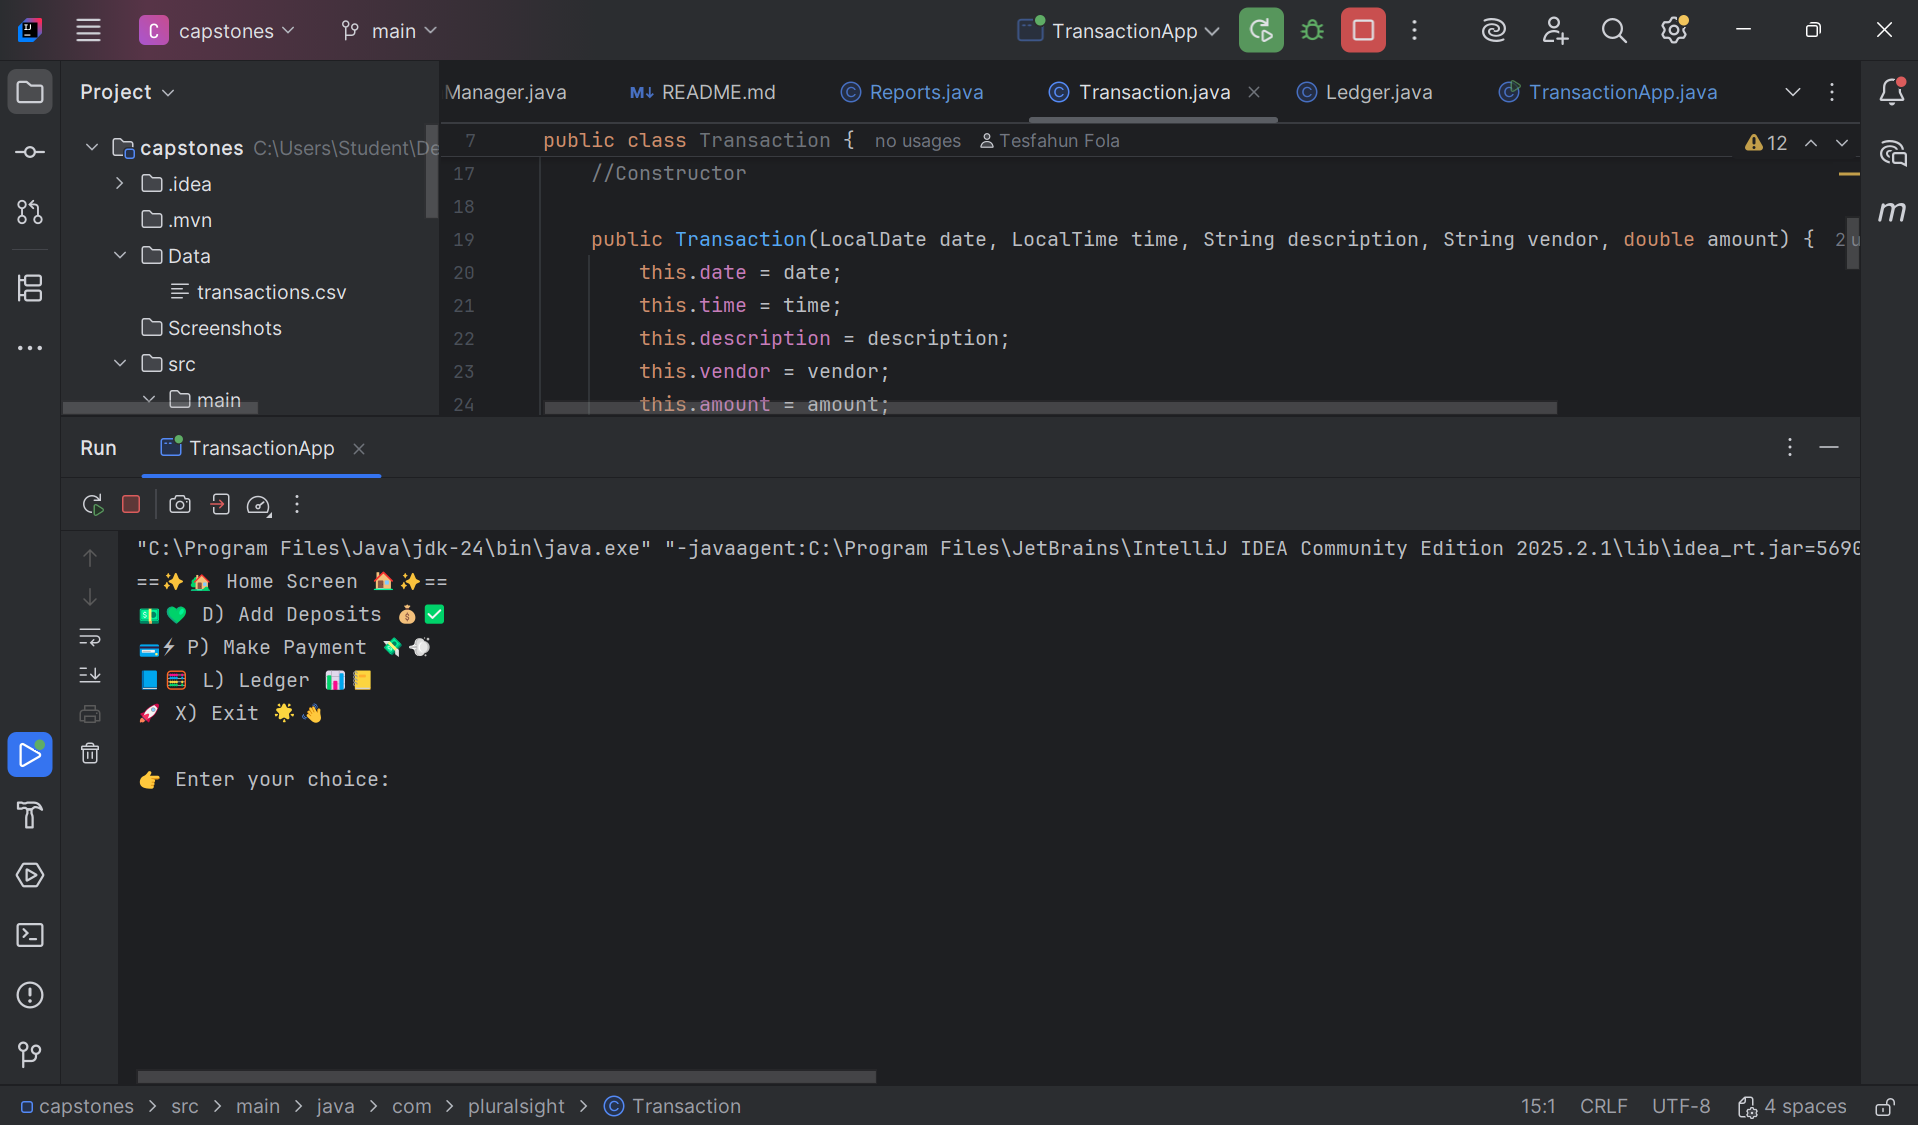 C capstones main TransactionApp
Project
Manager.java README.md Reports.java Transaction.java Ledger.java TransactionApp.java
capstones C:\Users\Student\De
.idea
.mvn
Data
transactions.csv
Screenshots
src
main
7 public class Transaction { no usages Tesfahun Fola
12
17 //Constructor
18
19 public Transaction(LocalDate date, LocalTime time, String description, String vendor, double amount) { 2 u
20 this.date = date;
21 this.time = time;
22 this.description = description;
23 this.vendor = vendor;
24 this.amount = amount;
Run TransactionApp
"C:\Program Files\Java\jdk-24\bin\java.exe" "-javaagent:C:\Program Files\JetBrains\IntelliJ IDEA Community Edition 2025.2.1\lib\idea_rt.jar=5690
==✨🏡 Home Screen 🏠✨==
💵💚 D) Add Deposits 💰✅
💳⚡ P) Make Payment 💸💨
📘🧮 L) Ledger 📊📒
🚀 X) Exit 🌟👋
👉 Enter your choice:
capstones > src > main > java > com > pluralsight > Transaction
15:1 CRLF UTF-8 4 spaces